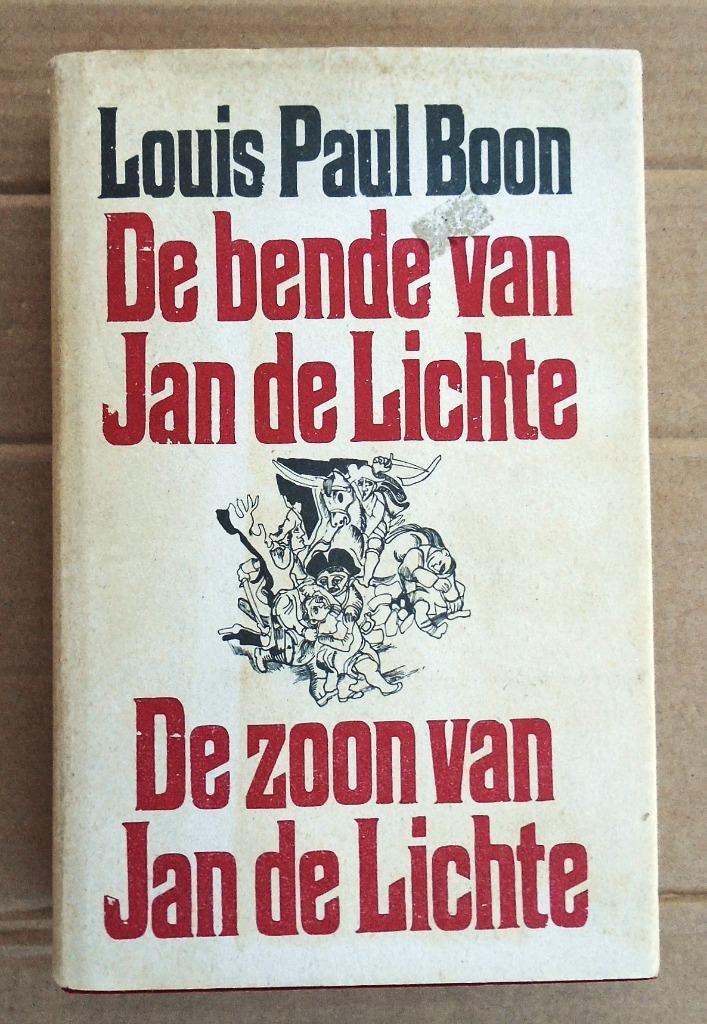 Louis Paul Boon
De bende van
Jan de Lichte
De zoon van
Jan de Lichte